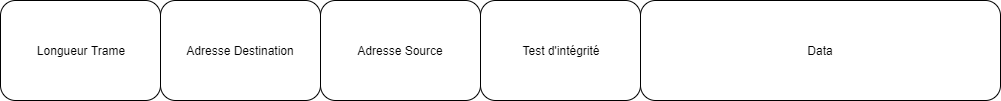 Longueur Trame
Adresse Destination
Adresse Source
Test d'intégrité
Data